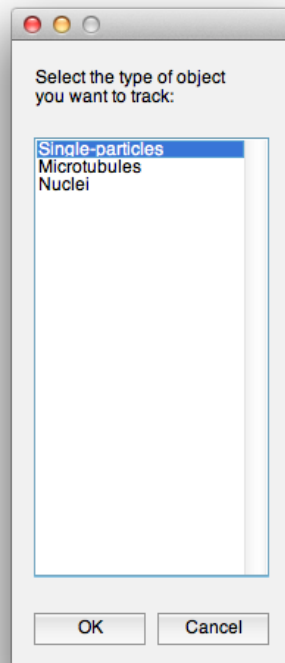 Select the type of object
you want to track:
Single-particles
Microtubules
Nuclei
OK Cancel